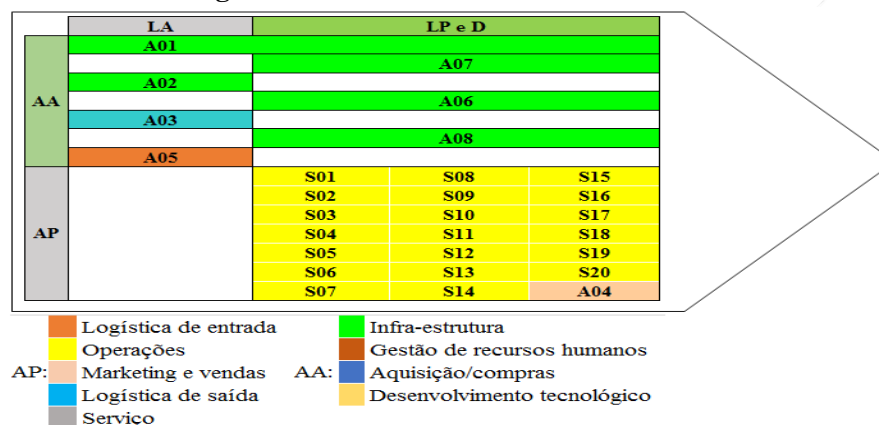 LA LP e D
A01
A07
A02
AA A06
A03
A08
A05
S01 S08 S15
S02 S09 S16
S03 S10 S17
AP S04 S11 S18
S05 S12 S19
S06 S13 S20
S07 S14 A04
Logística de entrada Infra-estrutura
Operações Gestão de recursos humanos
AP: Marketing e vendas AA: Aquisição/compras
Logística de saída Desenvolvimento tecnológico
Serviço